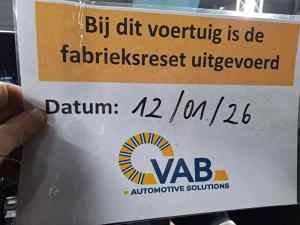 Bij dit voertuig is de
fabrieksreset uitgevoerd
Datum: 12/01/26
VAB
AUTOMOTIVE SOLUTIONS